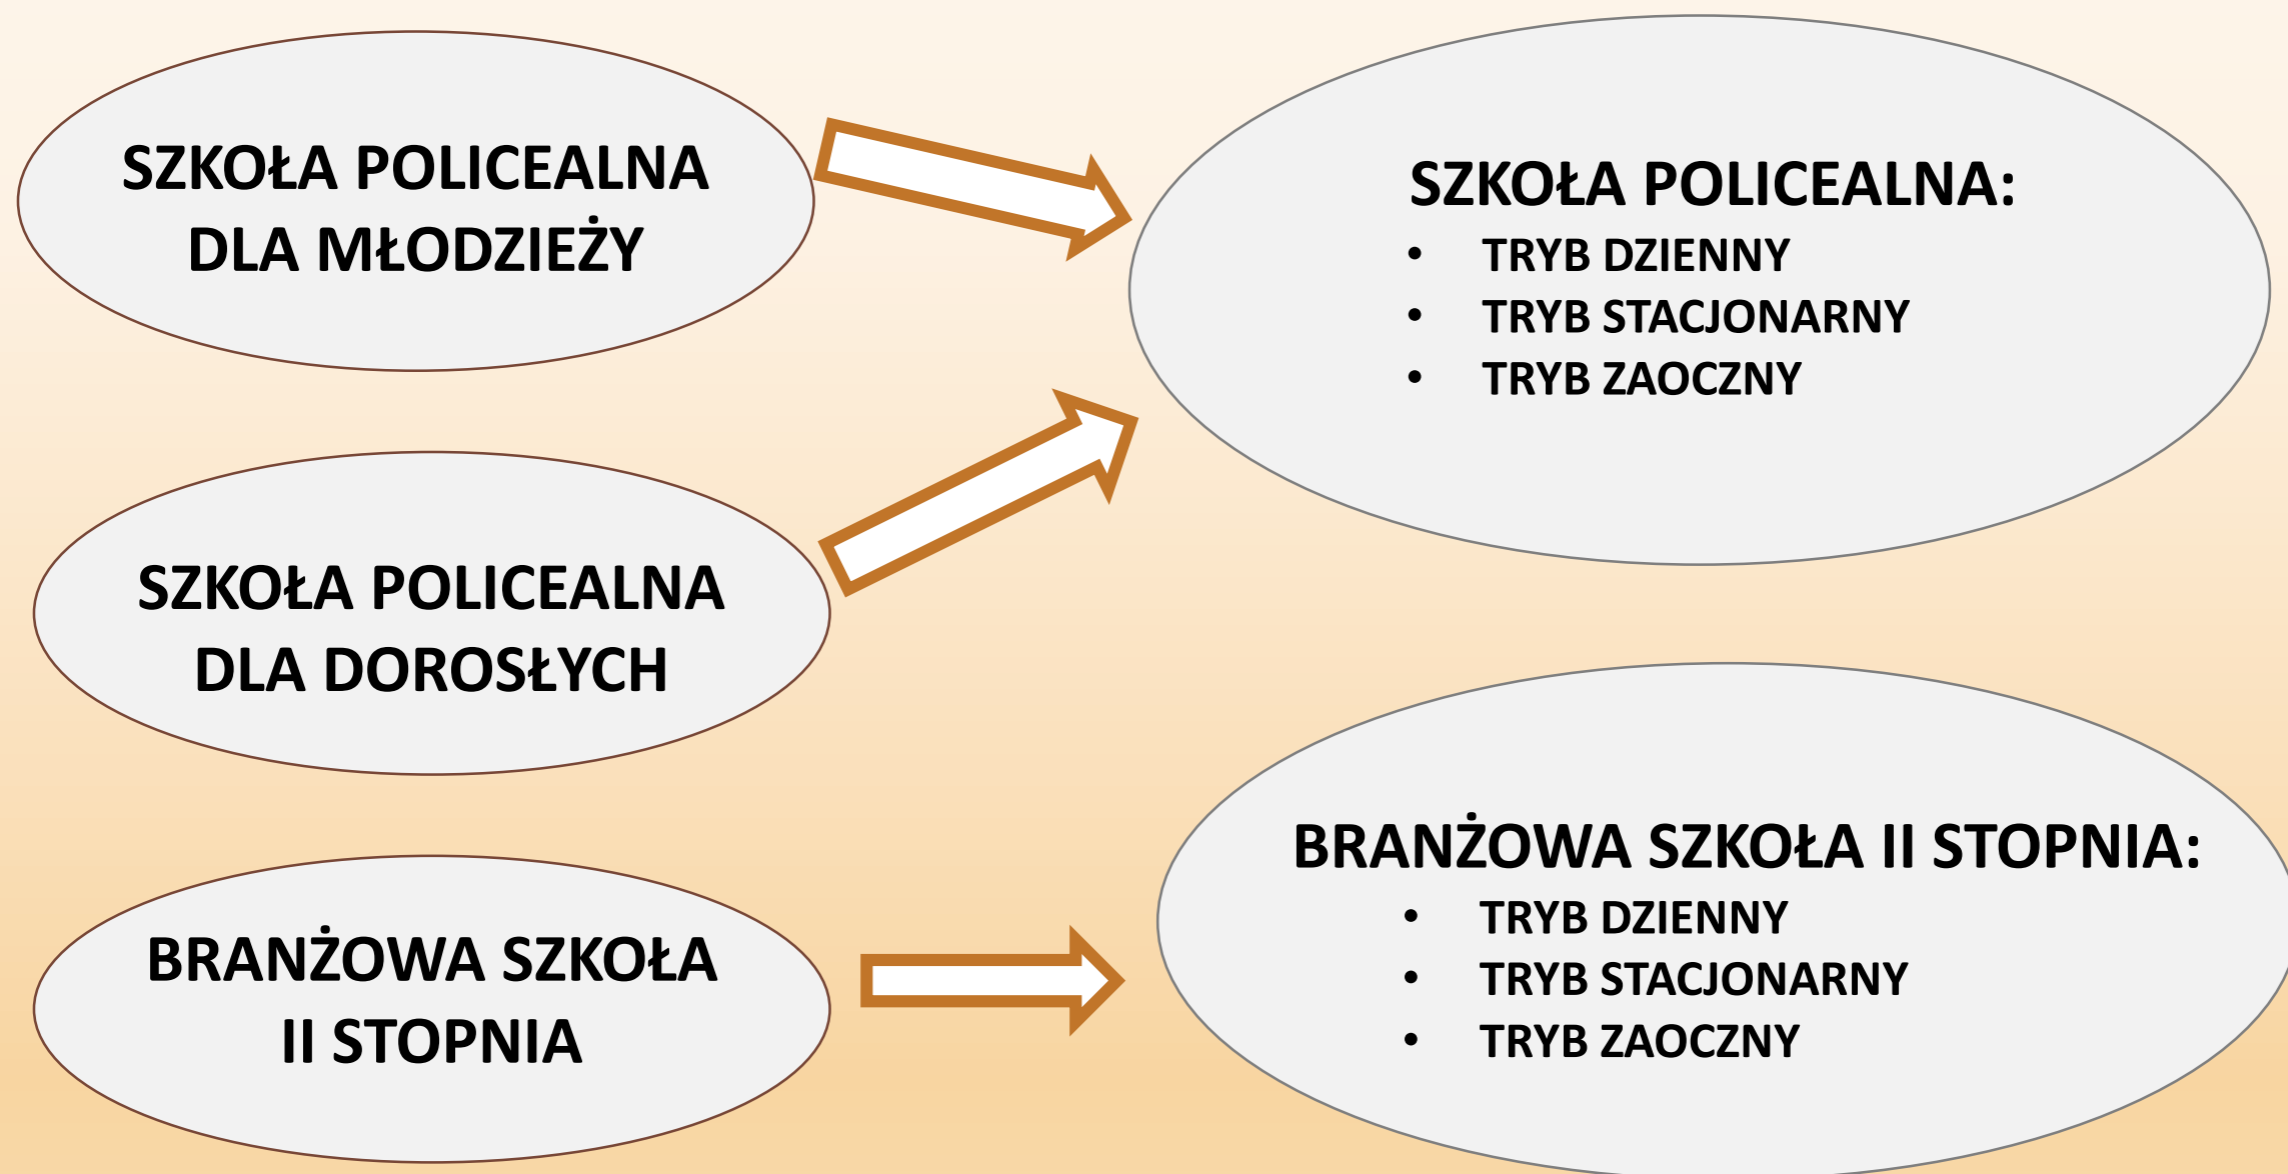 SZKOŁA POLICEALNA
DLA MŁODZIEŻY
SZKOŁA POLICEALNA:
• TRYB DZIENNY
• TRYB STACJONARNY
• TRYB ZAOCZNY
SZKOŁA POLICEALNA
DLA DOROSŁYCH
BRANŻOWA SZKOŁA
II STOPNIA
BRANŻOWA SZKOŁA II STOPNIA:
• TRYB DZIENNY
• TRYB STACJONARNY
• TRYB ZAOCZNY